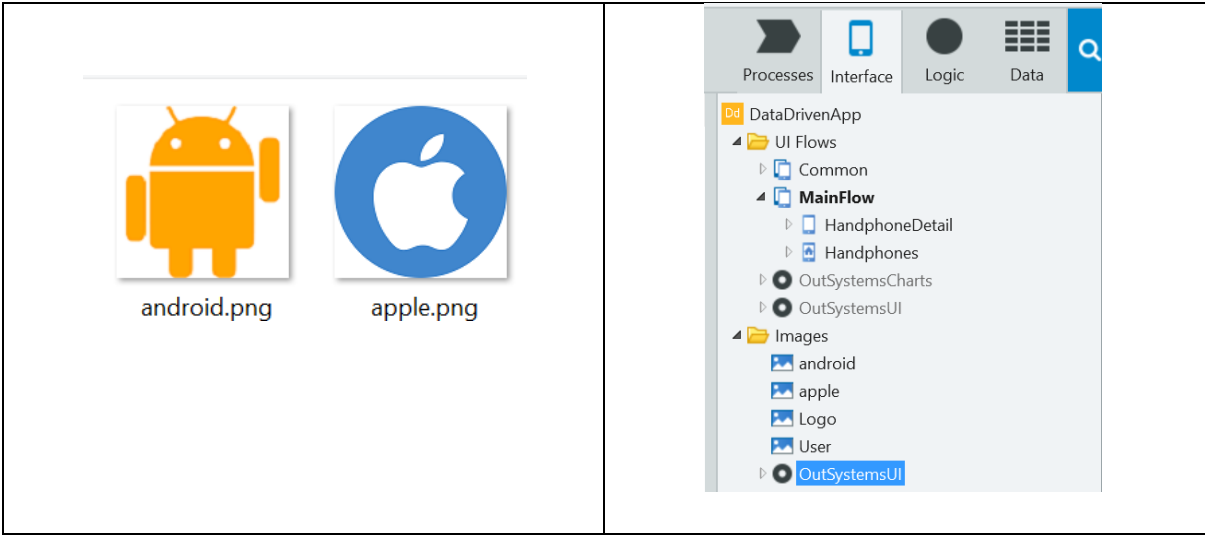 android.png
apple.png
Processes
Interface
Logic
Data
Dd DataDrivenApp
UI Flows
Common
MainFlow
HandphoneDetail
Handphones
OutSystemsCharts
OutSystemsUI
Images
android
apple
Logo
User
OutSystemsUI